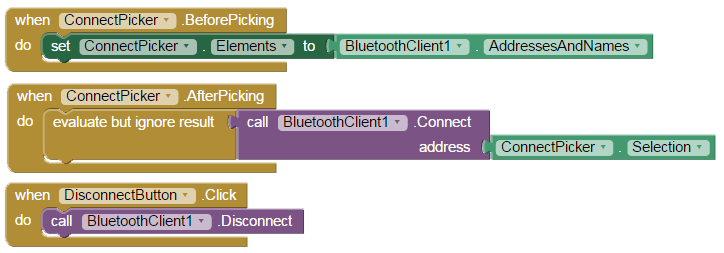 when ConnectPicker .BeforePicking
do set ConnectPicker . Elements to BluetoothClient1 . AddressesAndNames
when ConnectPicker .AfterPicking
do evaluate but ignore result call BluetoothClient1 .Connect
address ConnectPicker . Selection
when DisconnectButton .Click
do call BluetoothClient1 .Disconnect